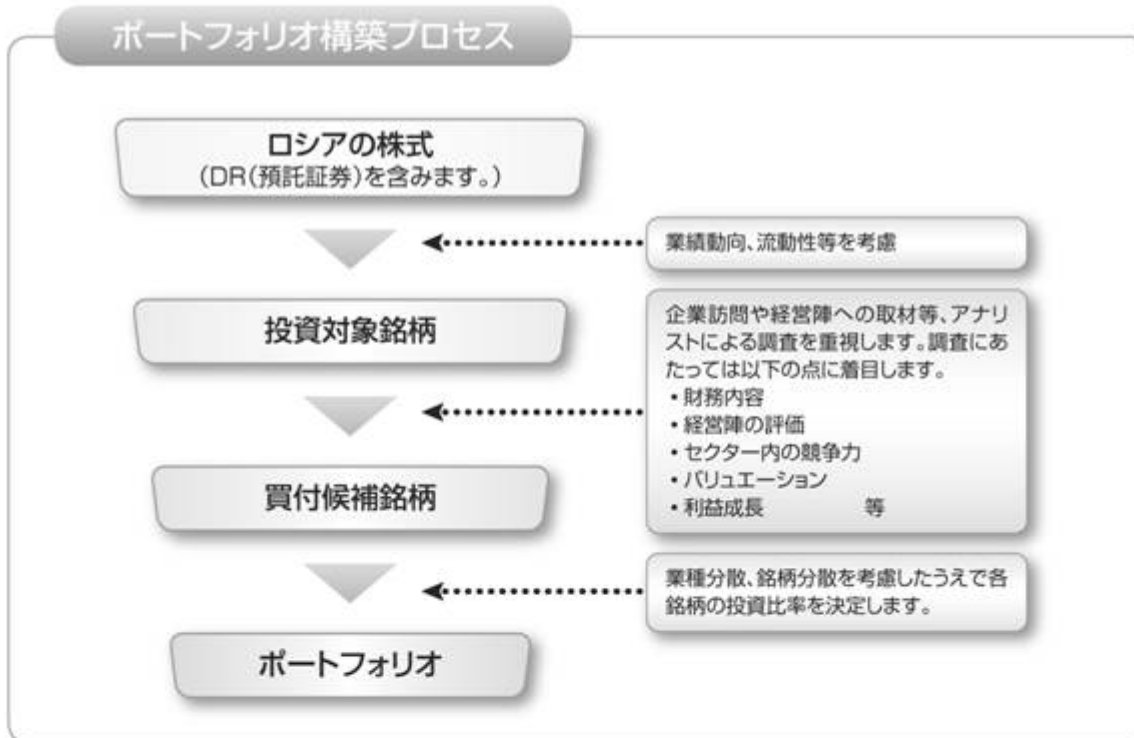 ポートフォリオ構築プロセス
ロシアの株式
(DR(預託証券)を含みます。)
業績動向、流動性等を考慮
投資対象銘柄
企業訪問や経営陣への取材等、アナリ
ストによる調査を重視します。調査にあ
たっては以下の点に着目します。
・財務内容
・経営陣の評価
・セクター内の競争力
・バリュエーション
・利益成長 等
買付候補銘柄
業種分散、銘柄分散を考慮したうえで各
銘柄の投資比率を決定します。
ポートフォリオ